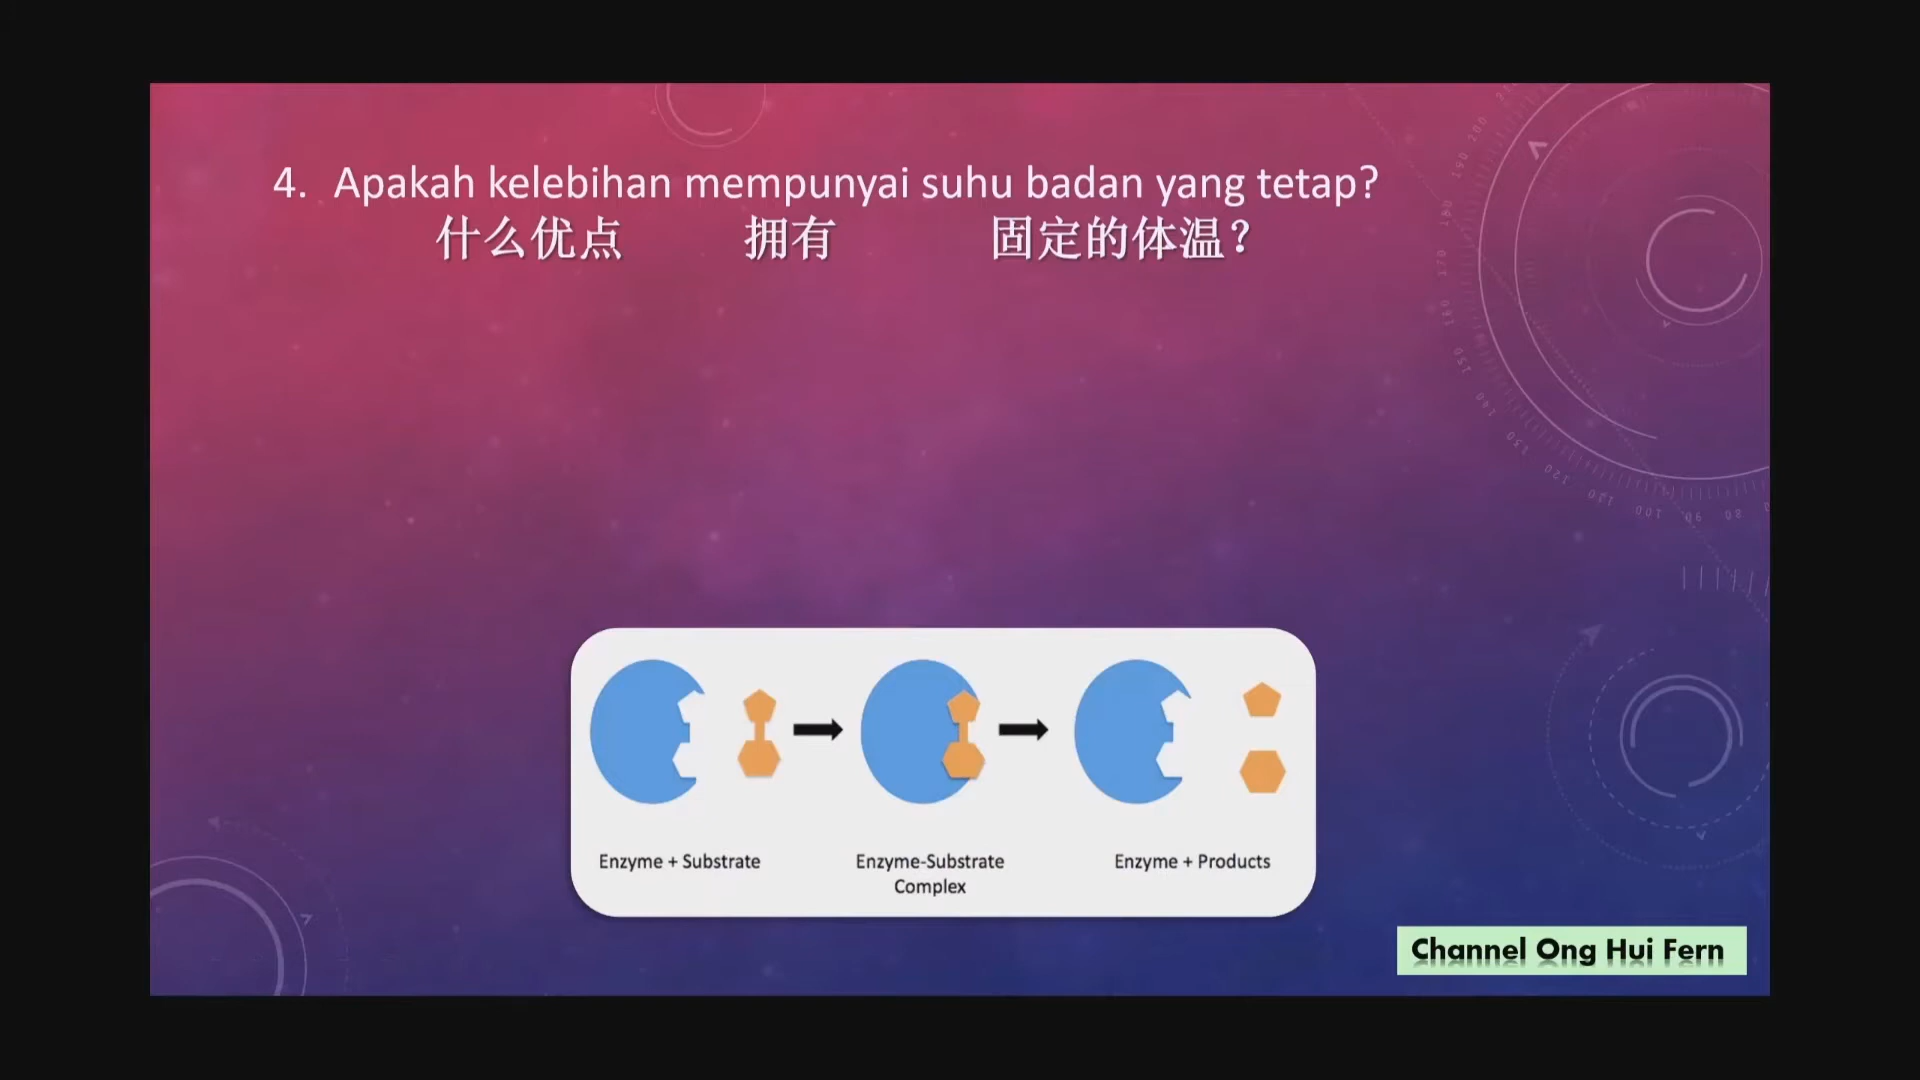 4. Apakah kelebihan mempunyai suhu badan yang tetap?
什么优点 拥有 固定的体温？
Enzyme + Substrate
Enzyme-Substrate
Complex
Enzyme + Products
Channel Ong Hui Fern